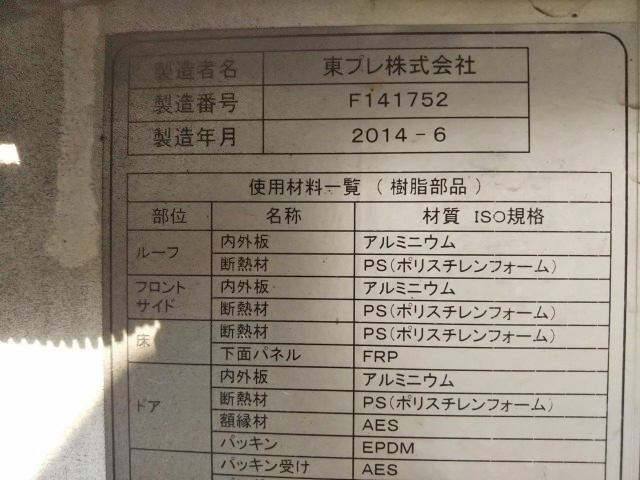 製造者名 東プレ株式会社
製造番号 F141752
製造年月 2014-6
使用材料一覧 (樹脂部品)
部位 名称 材質 ISO規格
ルーフ 内外板 アルミニウム
断熱材 PS(ポリスチレンフォーム)
フロント サイド 内外板 アルミニウム
断熱材 PS(ポリスチレンフォーム)
床 断熱材 PS(ポリスチレンフォーム)
下面パネル FRP
ドア 内外板 アルミニウム
断熱材 PS(ポリスチレンフォーム)
額縁材 AES
パッキン EPDM
パッキン受け AES